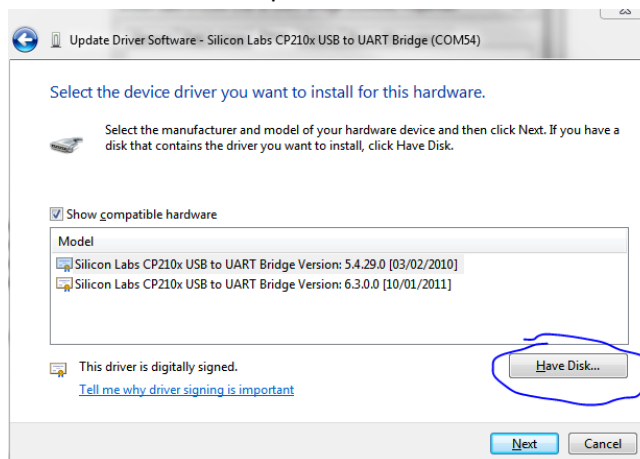 Update Driver Software - Silicon Labs CP210x USB to UART Bridge (COM54)
Select the device driver you want to install for this hardware.
Select the manufacturer and model of your hardware device and then click Next. If you have a
disk that contains the driver you want to install, click Have Disk.
Show compatible hardware
Model
Silicon Labs CP210x USB to UART Bridge Version: 5.4.29.0 [03/02/2010]
Silicon Labs CP210x USB to UART Bridge Version: 6.3.0.0 [10/01/2011]
This driver is digitally signed.
Have Disk...
Tell me why driver signing is important
Next Cancel